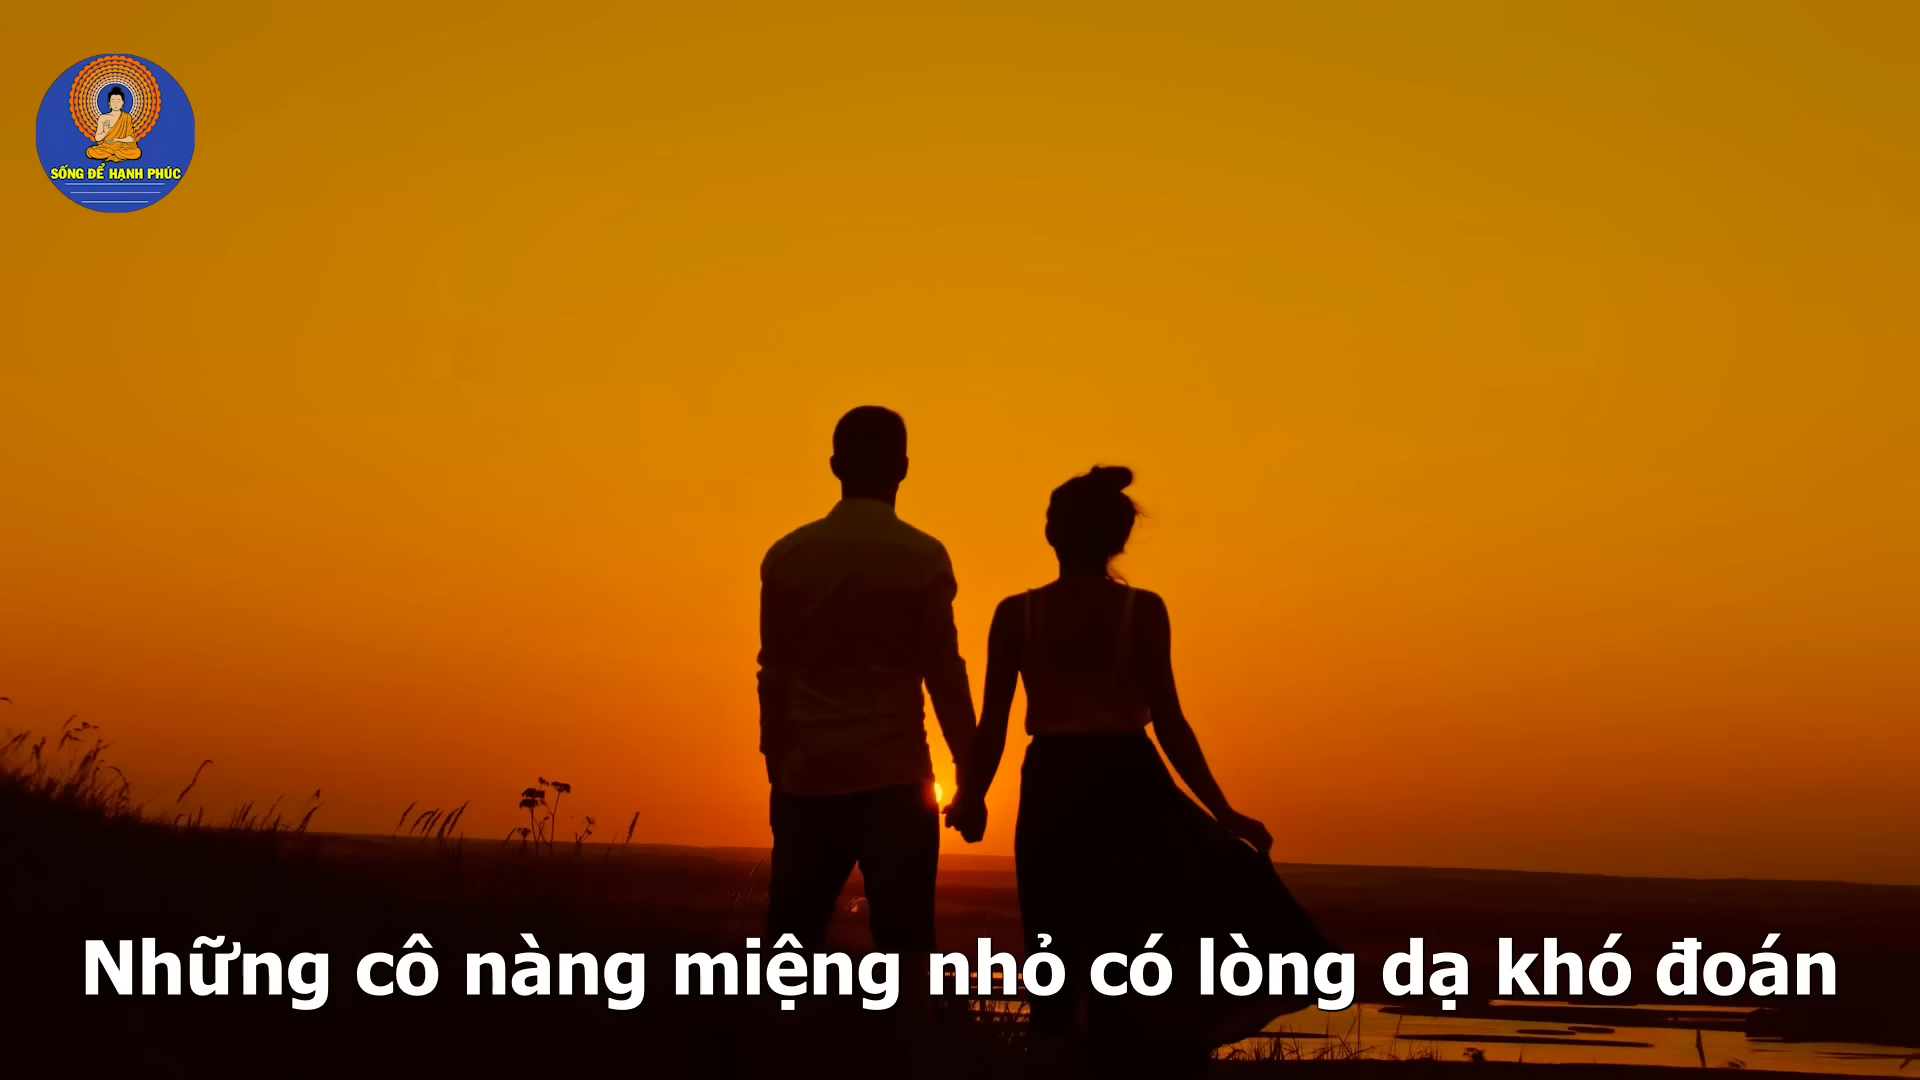 SỐNG ĐỂ HẠNH PHÚC
Những cô nàng miệng nhỏ có lòng dạ khó đoán